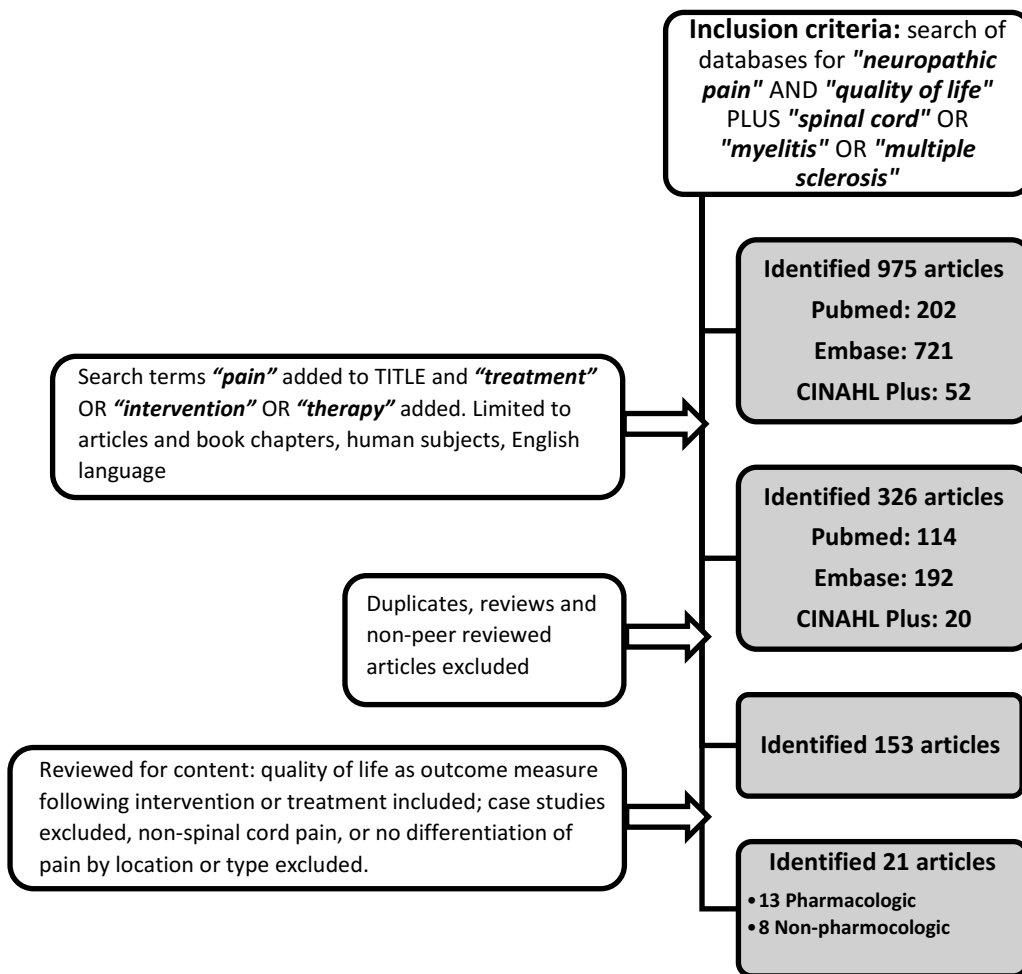 Inclusion criteria: search of
databases for "neuropathic
pain" AND "quality of life"
PLUS "spinal cord" OR
"myelitis" OR "multiple
sclerosis"
Identified 975 articles
Pubmed: 202
Embase: 721
CINAHL Plus: 52
Search terms “pain” added to TITLE and “treatment”
OR “intervention” OR “therapy” added. Limited to
articles and book chapters, human subjects, English
language
Identified 326 articles
Pubmed: 114
Embase: 192
CINAHL Plus: 20
Duplicates, reviews and
non-peer reviewed
articles excluded
Identified 153 articles
Reviewed for content: quality of life as outcome measure
following intervention or treatment included; case studies
excluded, non-spinal cord pain, or no differentiation of
pain by location or type excluded.
Identified 21 articles
•13 Pharmacologic
•8 Non-pharmocologic